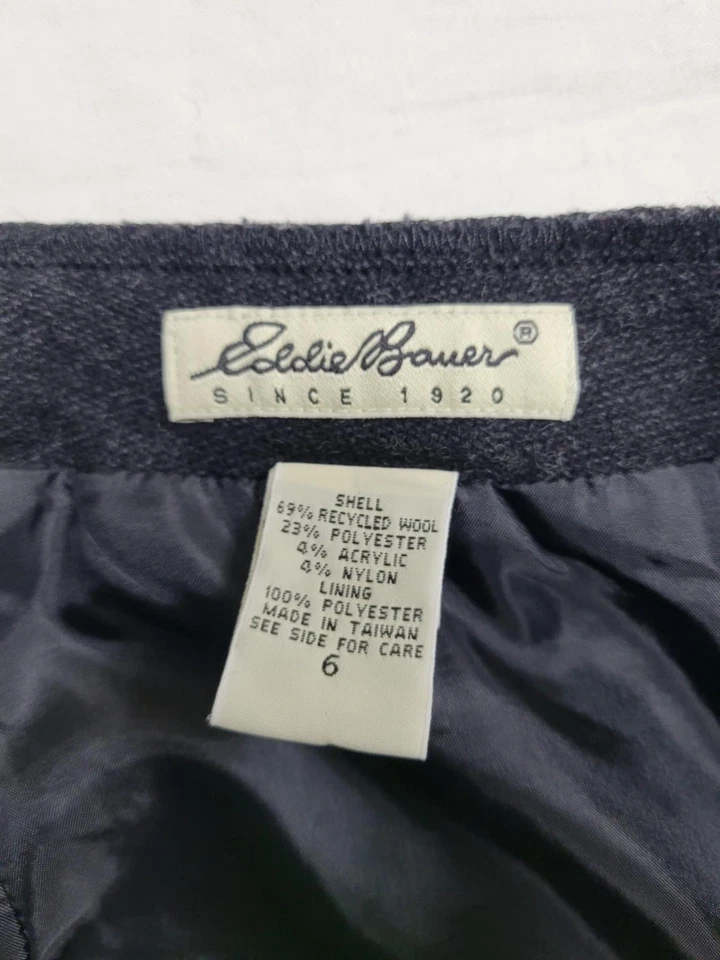 Eddie Bauer®
SINCE 1920
SHELL
69% RECYCLED WOOL
23% POLYESTER
4% ACRYLIC
4% NYLON
LINING
100% POLYESTER
MADE IN TAIWAN
SEE SIDE FOR CARE
6